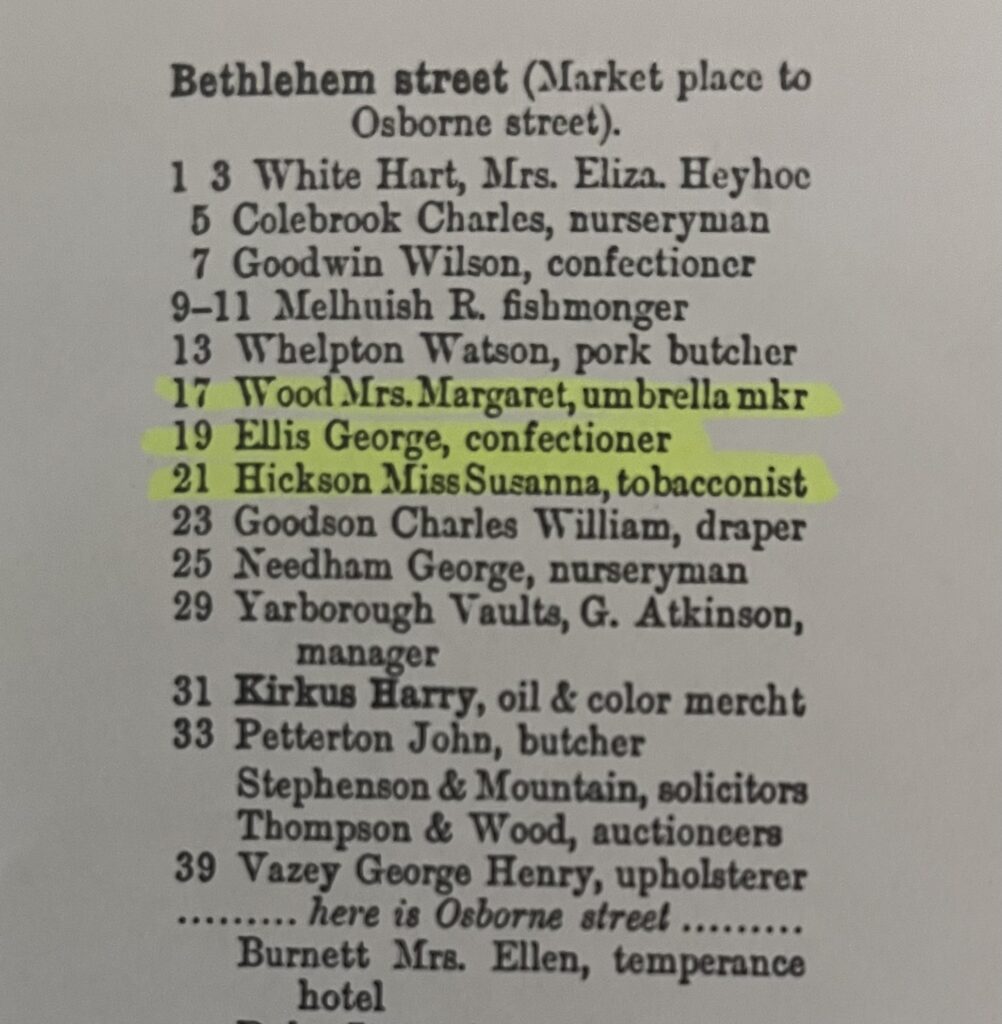 Bethlehem street (Market place to
Osborne street).
1 3 White Hart, Mrs. Eliza. Heyhoe
5 Colebrook Charles, nurseryman
7 Goodwin Wilson, confectioner
9–11 Melhuish R. fishmonger
13 Whelpton Watson, pork butcher
17 Wood Mrs. Margaret, umbrella mkr
19 Ellis George, confectioner
21 Hickson Miss Susanna, tobacconist
23 Goodson Charles William, draper
25 Needham George, nurseryman
29 Yarborough Vaults, G. Atkinson,
manager
31 Kirkus Harry, oil & color mercht
33 Petterton John, butcher
Stephenson & Mountain, solicitors
Thompson & Wood, auctioneers
39 Vazey George Henry, upholsterer
......... here is Osborne street .........
Burnett Mrs. Ellen, temperance
hotel